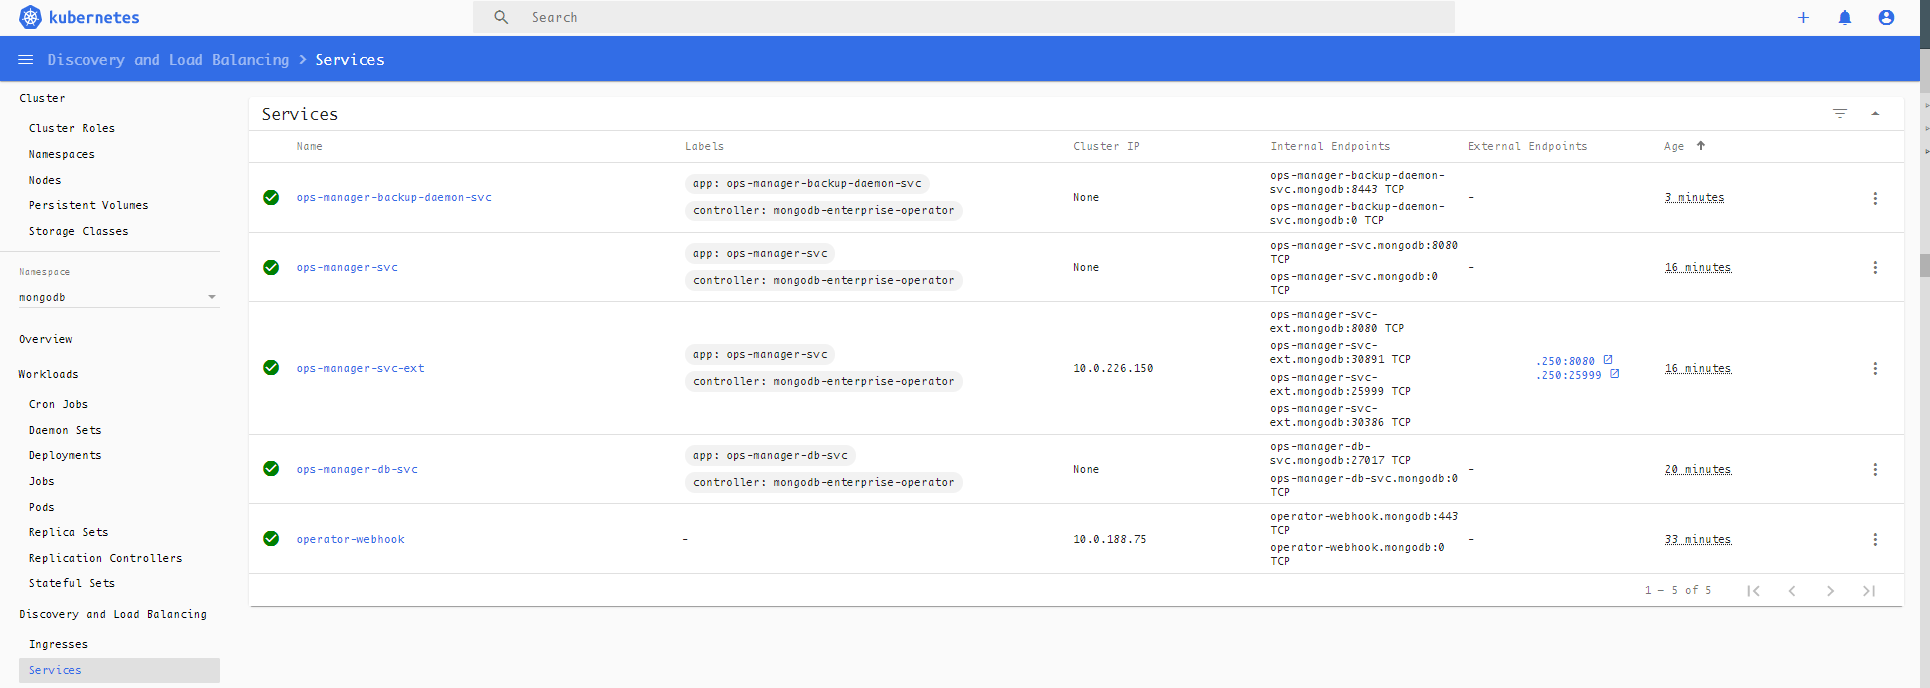 kubernetes
Search
Discovery and Load Balancing > Services
Cluster
Cluster Roles
Namespaces
Nodes
Persistent Volumes
Storage Classes
Namespace
mongodb
Overview
Workloads
Cron Jobs
Daemon Sets
Deployments
Jobs
Pods
Replica Sets
Replication Controllers
Stateful Sets
Discovery and Load Balancing
Ingresses
Services
Services
Name Labels Cluster IP Internal Endpoints External Endpoints Age
ops-manager-backup-daemon-svc
app: ops-manager-backup-daemon-svc
controller: mongodb-enterprise-operator
None
ops-manager-backup-daemon-
svc.mongodb:8443 TCP
ops-manager-backup-daemon-
svc.mongodb:0 TCP
-
3 minutes
ops-manager-svc
app: ops-manager-svc
controller: mongodb-enterprise-operator
None
ops-manager-svc.mongodb:8080
TCP
ops-manager-svc.mongodb:0
TCP
-
16 minutes
ops-manager-svc-ext
app: ops-manager-svc
controller: mongodb-enterprise-operator
10.0.226.150
ops-manager-svc-
ext.mongodb:8080 TCP
ops-manager-svc-
ext.mongodb:30891 TCP
ops-manager-svc-
ext.mongodb:25999 TCP
ops-manager-svc-
ext.mongodb:30386 TCP
.250:8080
.250:25999
16 minutes
ops-manager-db-svc
app: ops-manager-db-svc
controller: mongodb-enterprise-operator
None
ops-manager-db-
svc.mongodb:27017 TCP
ops-manager-db-svc.mongodb:0
TCP
-
20 minutes
operator-webhook
-
10.0.188.75
operator-webhook.mongodb:443
TCP
operator-webhook.mongodb:0
TCP
-
33 minutes
1 – 5 of 5